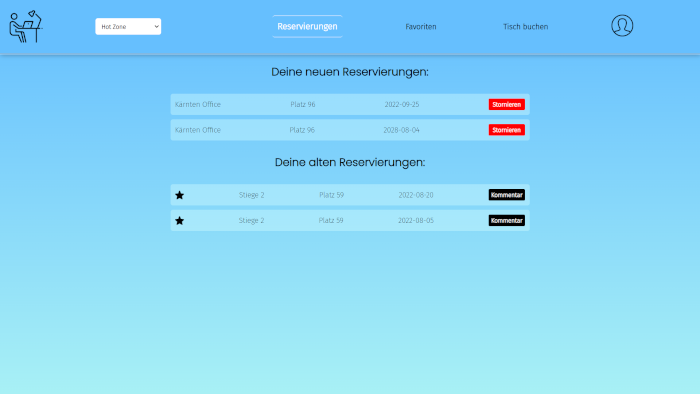 Hot Zone
Reservierungen
Favoriten
Tisch buchen
Deine neuen Reservierungen:
Kärnten Office Platz 96 2022-09-25 Stornieren
Kärnten Office Platz 96 2028-08-04 Stornieren
Deine alten Reservierungen:
Stiege 2 Platz 59 2022-08-20 Kommentar
Stiege 2 Platz 59 2022-08-05 Kommentar